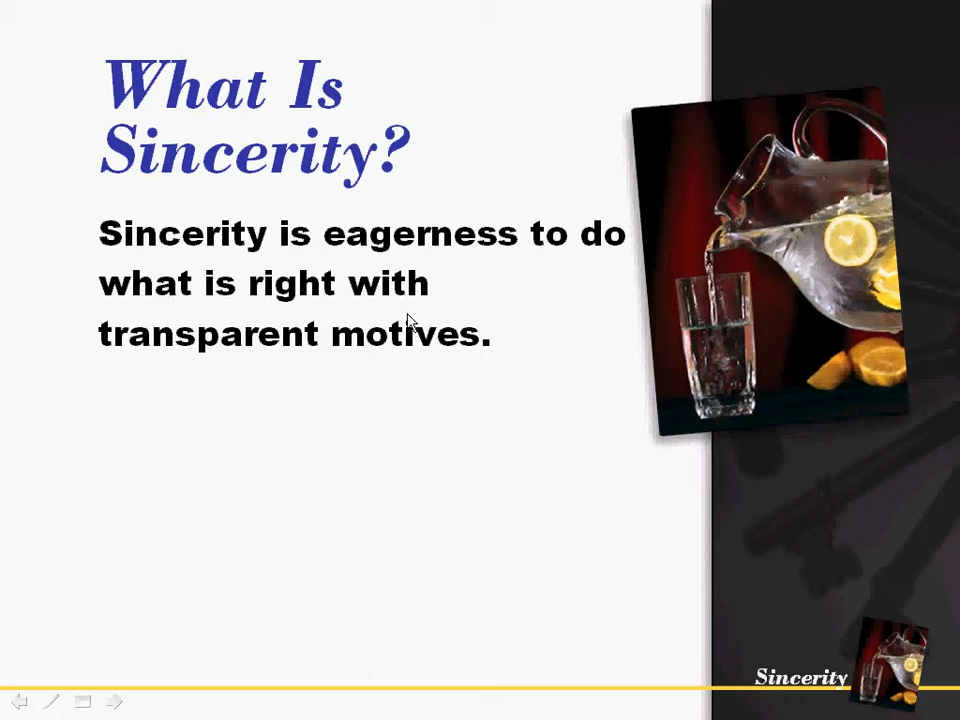 What Is
Sincerity?
Sincerity is eagerness to do
what is right with
transparent motives.
Sincerity